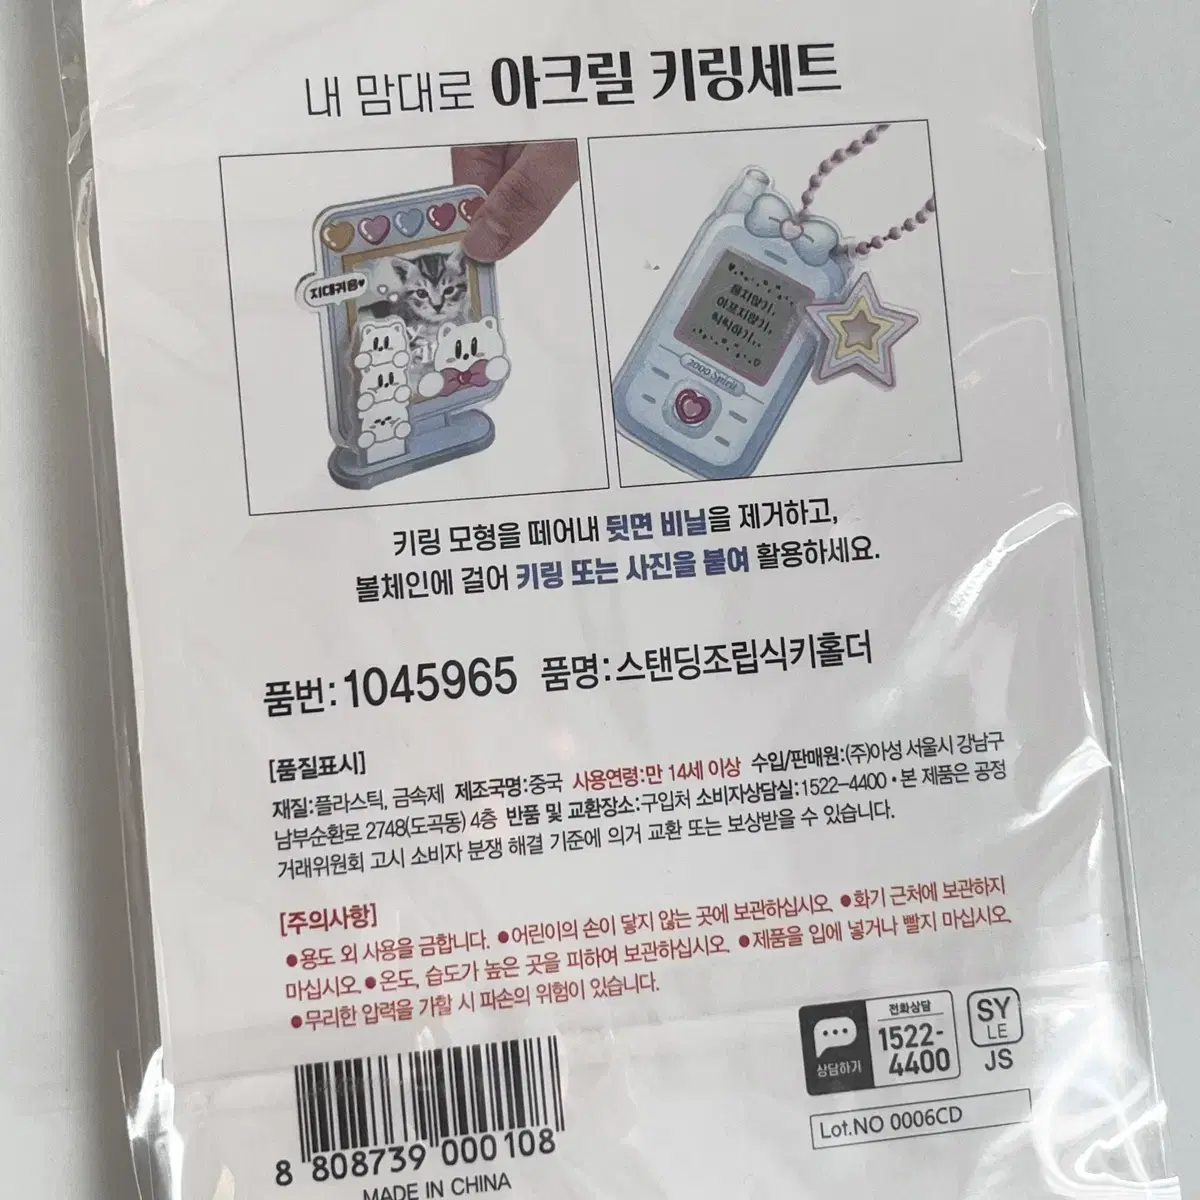 내 맘대로 아크릴 키링세트
지대귀욤♥
울지않기,
아프지않기,
씩씩하기..
2000 Spirit
키링 모형을 떼어내 뒷면 비닐을 제거하고,
볼체인에 걸어 키링 또는 사진을 붙여 활용하세요.
품번:1045965 품명:스탠딩조립식키홀더
[품질표시]
재질:플라스틱, 금속제 제조국명:중국 사용연령:만 14세 이상 수입/판매원:(주)아성 서울시 강남구
남부순환로 2748(도곡동) 4층 반품 및 교환장소:구입처 소비자상담실:1522-4400 • 본 제품은 공정
거래위원회 고시 소비자 분쟁 해결 기준에 의거 교환 또는 보상받을 수 있습니다.
[주의사항]
●용도 외 사용을 금합니다. ●어린이의 손이 닿지 않는 곳에 보관하십시오. ●화기 근처에 보관하지
마십시오. ●온도, 습도가 높은 곳을 피하여 보관하십시오. ●제품을 입에 넣거나 빨지 마십시오.
●무리한 압력을 가할 시 파손의 위험이 있습니다.
상담하기
전화상담
1522-
4400
SY
LE
JS
Lot.NO 0006CD
8 808739 000108
MADE IN CHINA